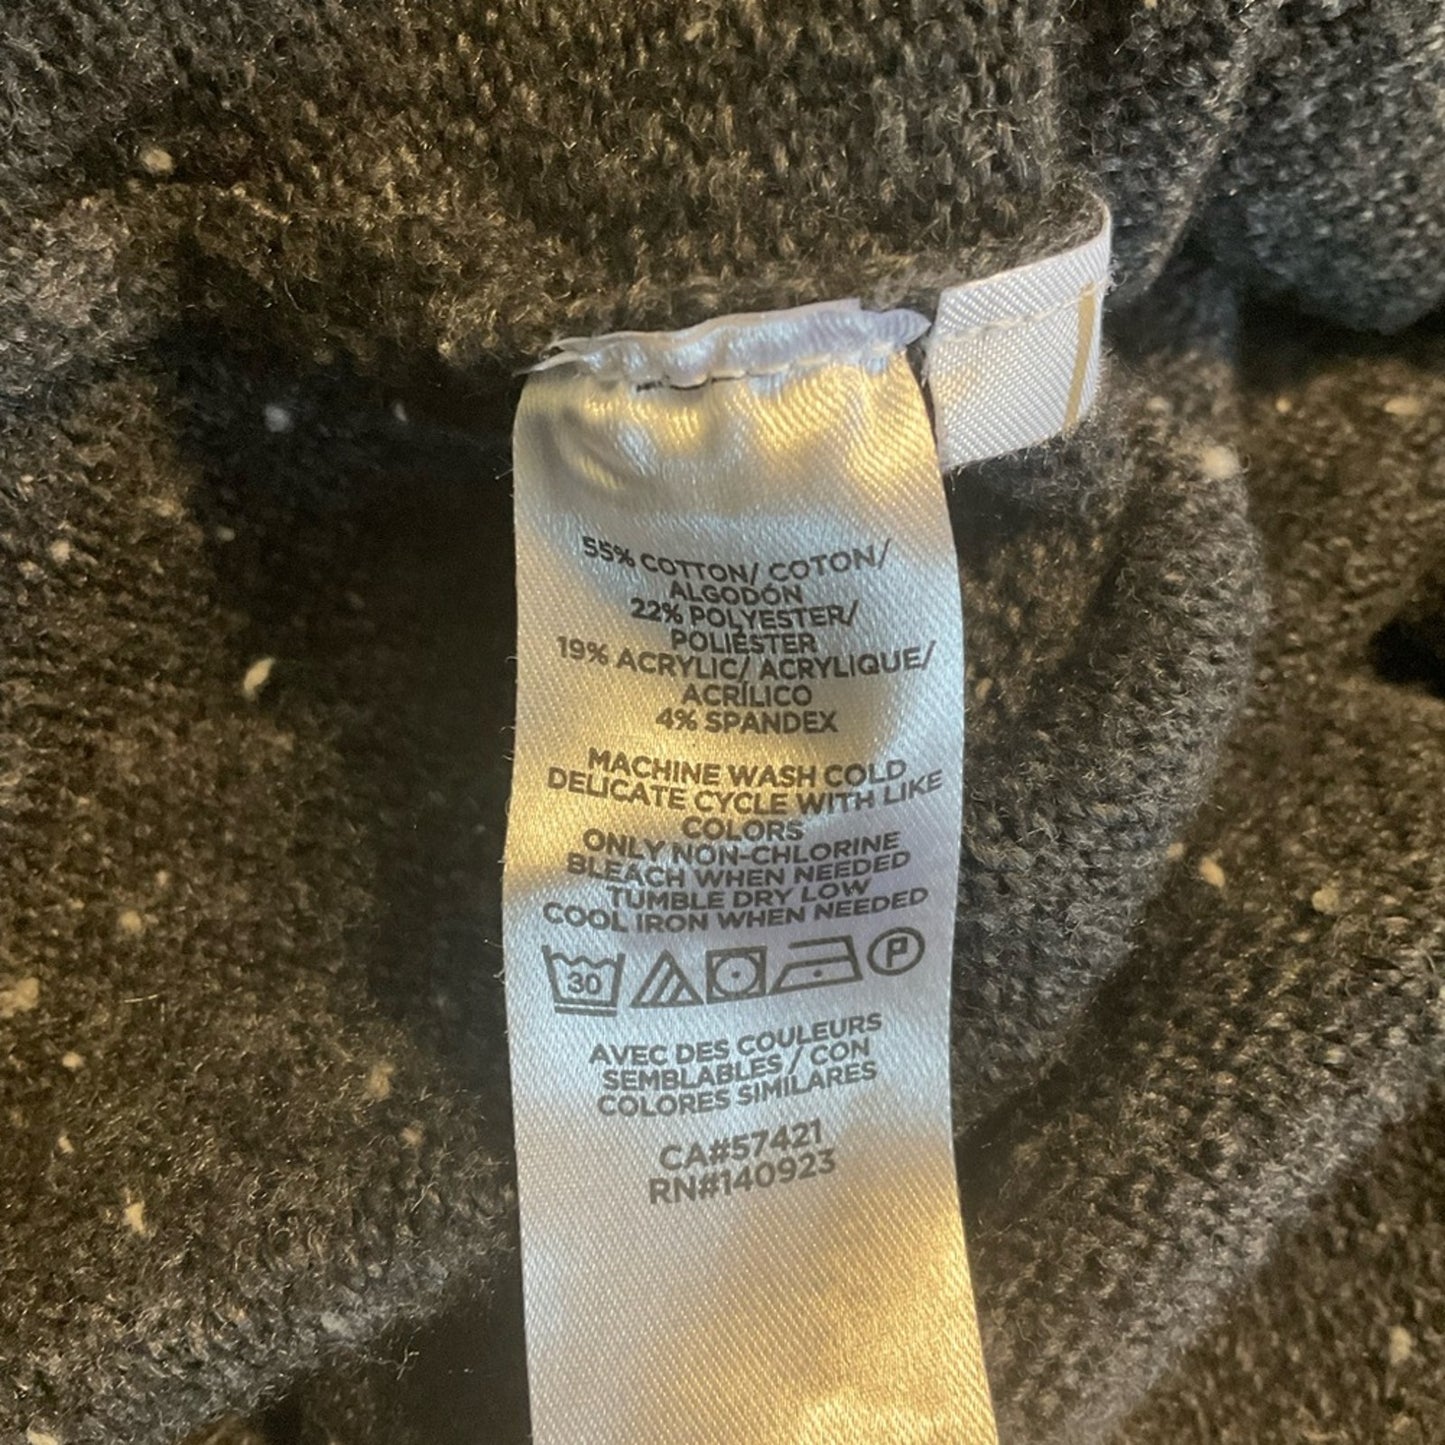 55% COTTON/ COTON/
ALGODÓN
22% POLYESTER/
POLIÉSTER
19% ACRYLIC/ ACRYLIQUE/
ACRÍLICO
4% SPANDEX
MACHINE WASH COLD
DELICATE CYCLE WITH LIKE
COLORS
ONLY NON-CHLORINE
BLEACH WHEN NEEDED
TUMBLE DRY LOW
COOL IRON WHEN NEEDED
30 P
AVEC DES COULEURS
SEMBLABLES / CON
COLORES SIMILARES
CA#57421
RN#140923